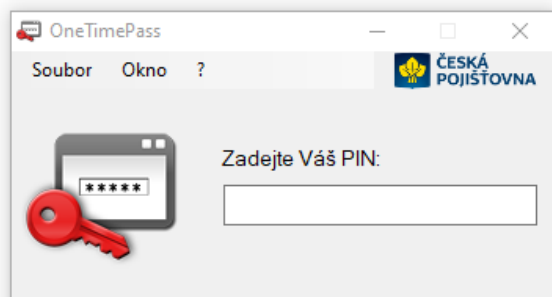 OneTimePass
Soubor Okno ?
ČESKÁ
POJIŠŤOVNA
Zadejte Váš PIN:
*****